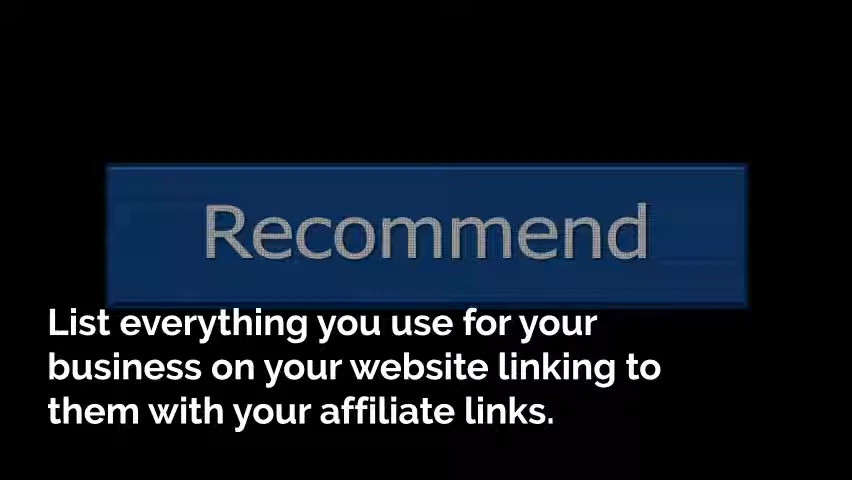 Recommend
List everything you use for your
business on your website linking to
them with your affiliate links.